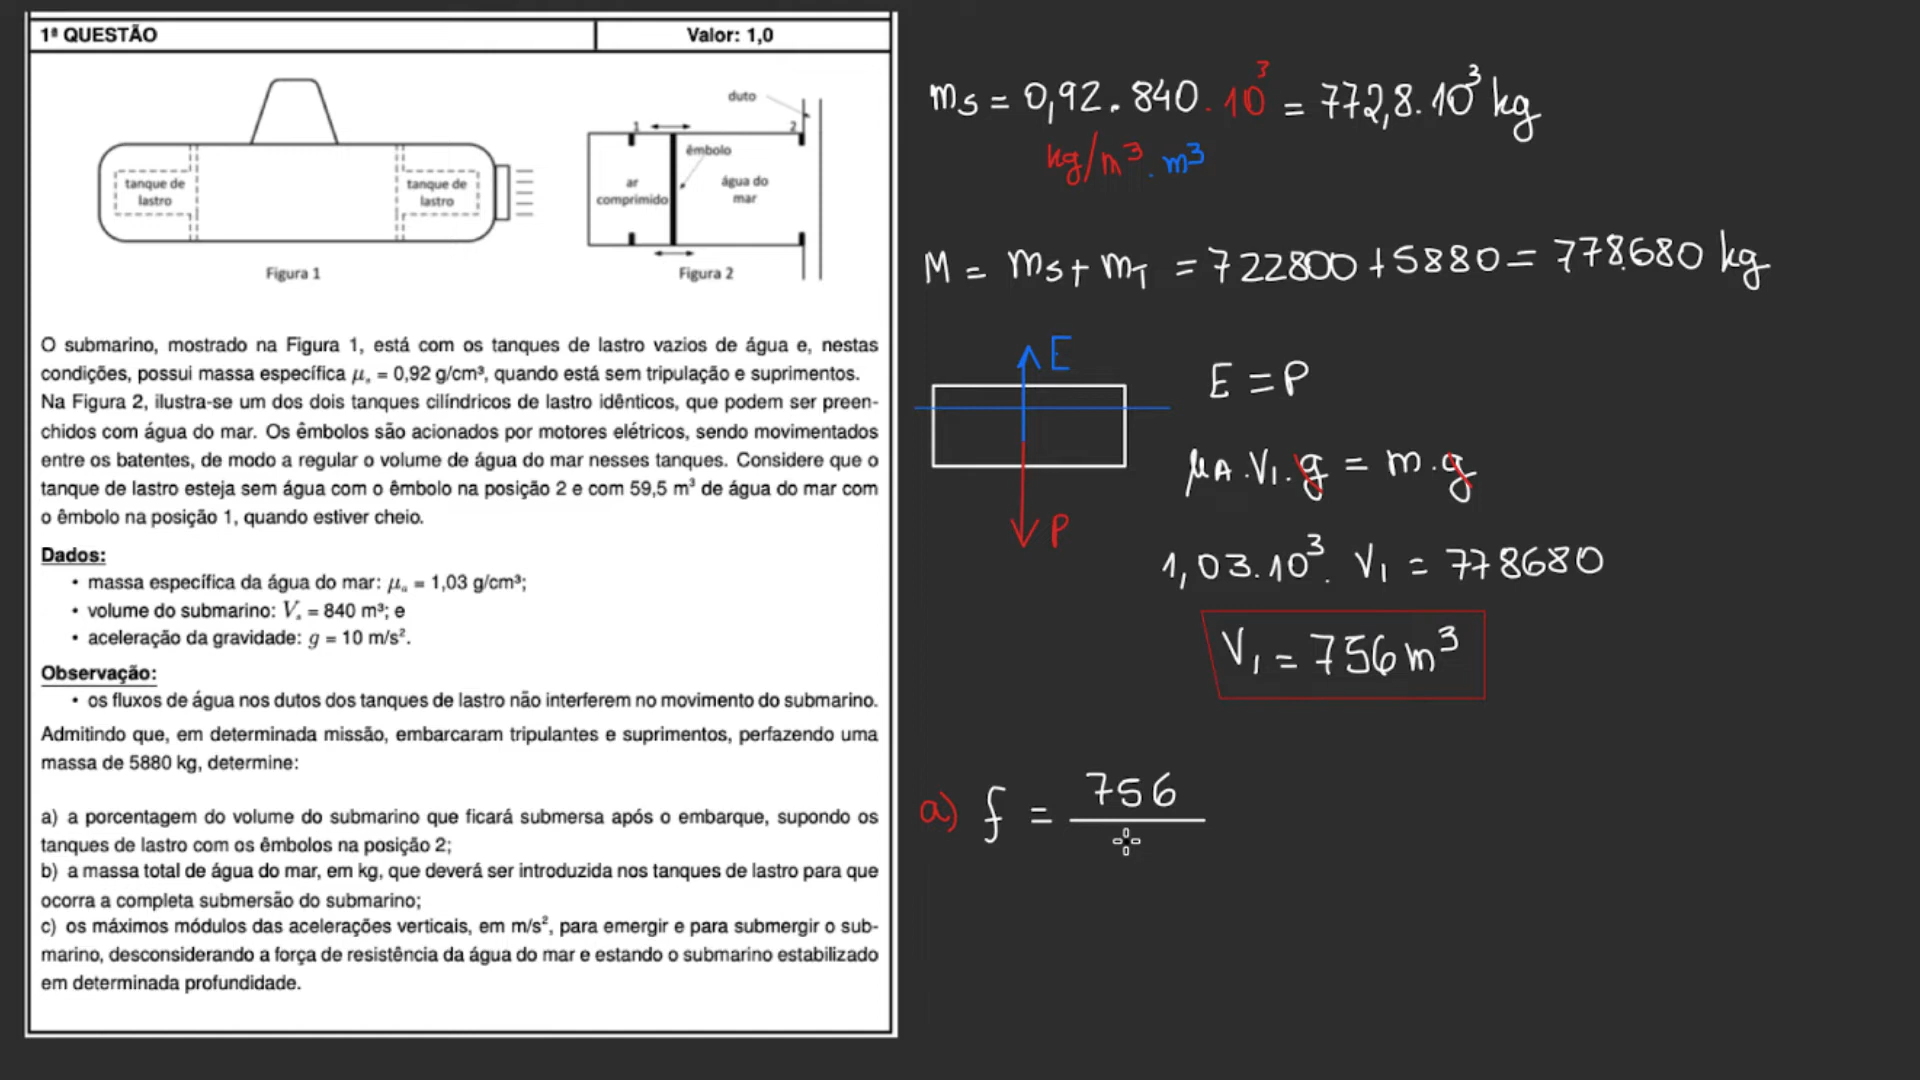 1ª QUESTÃO
Valor: 1,0
duto
1
2
êmbolo
tanque de
lastro
tanque de
lastro
ar
comprimido
água do
mar
Figura 1
Figura 2
O submarino, mostrado na Figura 1, está com os tanques de lastro vazios de água e, nestas
condições, possui massa específica μₛ = 0,92 g/cm³, quando está sem tripulação e suprimentos.
Na Figura 2, ilustra-se um dos dois tanques cilíndricos de lastro idênticos, que podem ser preen-
chidos com água do mar. Os êmbolos são acionados por motores elétricos, sendo movimentados
entre os batentes, de modo a regular o volume de água do mar nesses tanques. Considere que o
tanque de lastro esteja sem água com o êmbolo na posição 2 e com 59,5 m³ de água do mar com
o êmbolo na posição 1, quando estiver cheio.
Dados:
• massa específica da água do mar: μₐ = 1,03 g/cm³;
• volume do submarino: Vₛ = 840 m³; e
• aceleração da gravidade: g = 10 m/s².
Observação:
• os fluxos de água nos dutos dos tanques de lastro não interferem no movimento do submarino.
Admitindo que, em determinada missão, embarcaram tripulantes e suprimentos, perfazendo uma
massa de 5880 kg, determine:
a) a porcentagem do volume do submarino que ficará submersa após o embarque, supondo os
tanques de lastro com os êmbolos na posição 2;
b) a massa total de água do mar, em kg, que deverá ser introduzida nos tanques de lastro para que
ocorra a completa submersão do submarino;
c) os máximos módulos das acelerações verticais, em m/s², para emergir e para submergir o sub-
marino, desconsiderando a força de resistência da água do mar e estando o submarino estabilizado
em determinada profundidade.
mS = 0,92 . 840 . 10³ = 772,8 . 10³ kg
kg/m³ . m³
M = mS + mT = 722800 + 5880 = 778680 kg
E
E = P
μA . V1 . g = m . g
P
1,03 . 10³ . V1 = 778680
V1 = 756 m³
a) f = 756